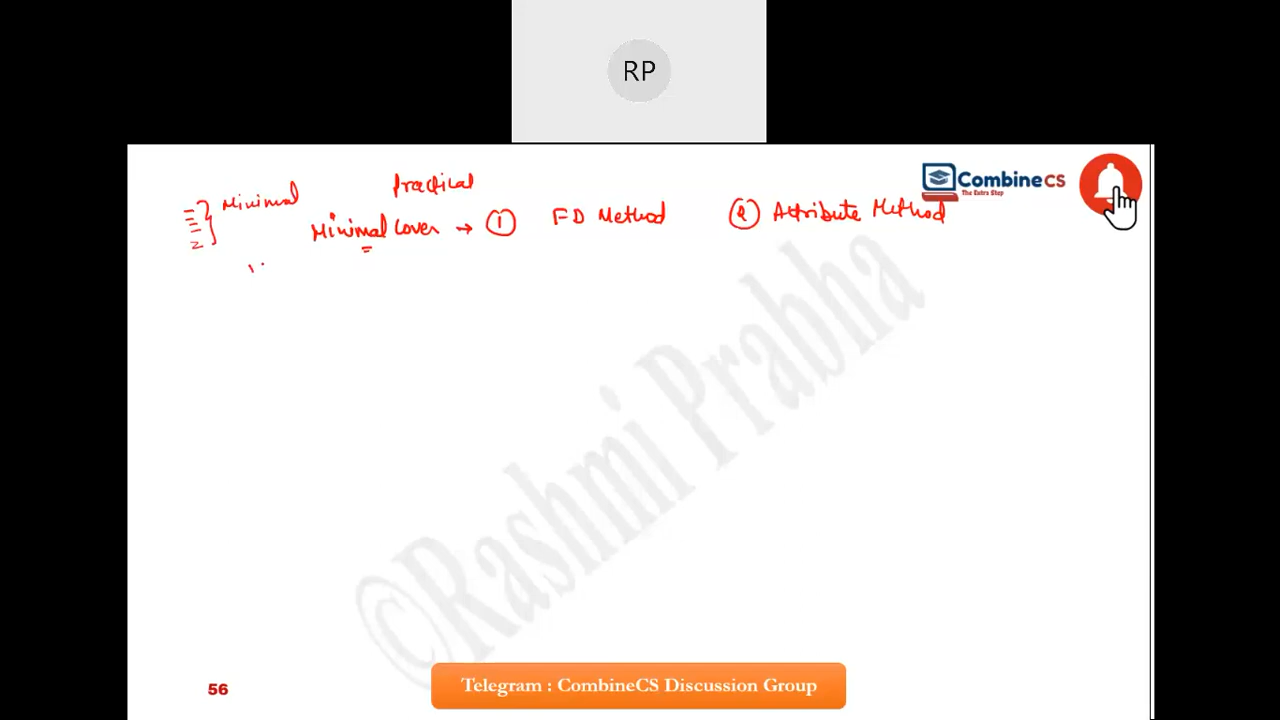 RP
CombineCS
The Extra Step
Practical
Minimal
Minimal Cover → ① FD Method ② Attribute Method
©Rashmi Prabha
56
Telegram : CombineCS Discussion Group